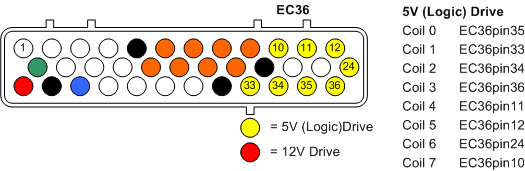 EC36
1
10
11
12
24
33
34
35
36
= 5V (Logic)Drive
= 12V Drive
5V (Logic) Drive
Coil 0 EC36pin35
Coil 1 EC36pin33
Coil 2 EC36pin34
Coil 3 EC36pin36
Coil 4 EC36pin11
Coil 5 EC36pin12
Coil 6 EC36pin24
Coil 7 EC36pin10